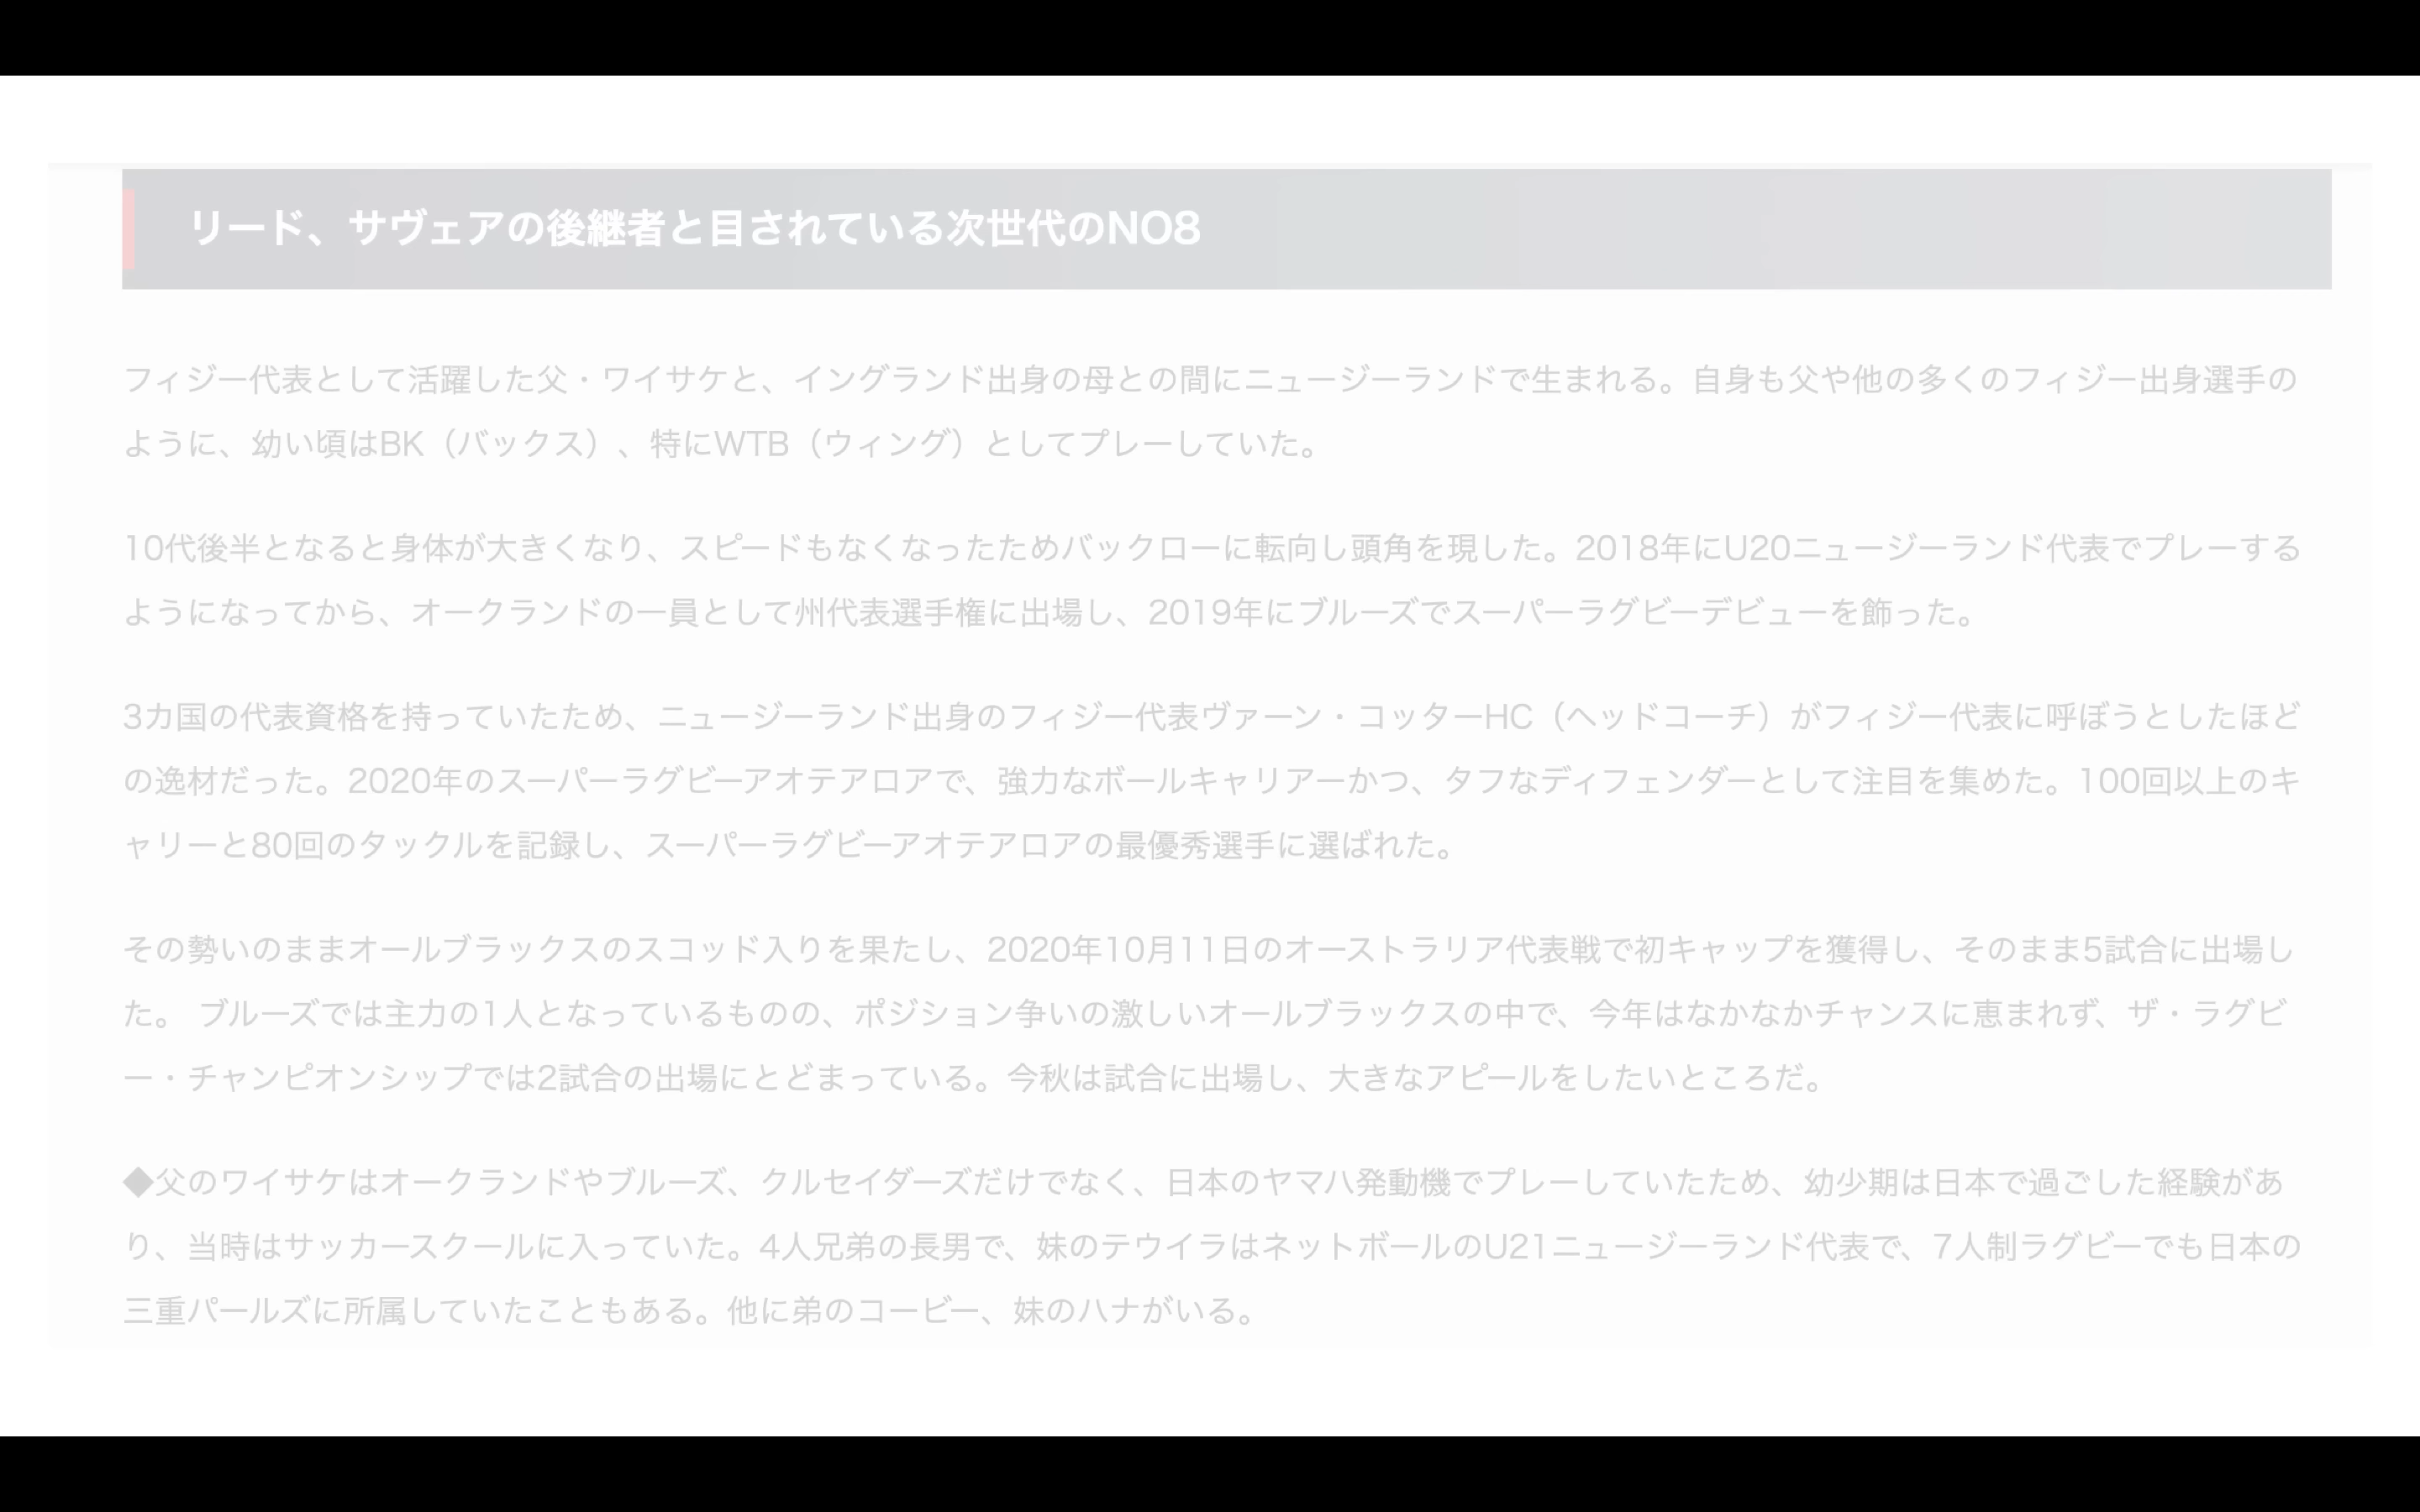 リード、サヴェアの後継者と目されている次世代のNO8
フィジー代表として活躍した父・ワイサケと、イングランド出身の母との間にニュージーランドで生まれる。自身も父や他の多くのフィジー出身選手の
ように、幼い頃はBK（バックス）、特にWTB（ウィング）としてプレーしていた。
10代後半となると身体が大きくなり、スピードもなくなったためバックローに転向し頭角を現した。2018年にU20ニュージーランド代表でプレーする
ようになってから、オークランドの一員として州代表選手権に出場し、2019年にブルーズでスーパーラグビーデビューを飾った。
3カ国の代表資格を持っていたため、ニュージーランド出身のフィジー代表ヴァーン・コッターHC（ヘッドコーチ）がフィジー代表に呼ぼうとしたほど
の逸材だった。2020年のスーパーラグビーアオテアロアで、強力なボールキャリアーかつ、タフなディフェンダーとして注目を集めた。100回以上のキ
ャリーと80回のタックルを記録し、スーパーラグビーアオテアロアの最優秀選手に選ばれた。
その勢いのままオールブラックスのスコッド入りを果たし、2020年10月11日のオーストラリア代表戦で初キャップを獲得し、そのまま5試合に出場し
た。 ブルーズでは主力の1人となっているものの、ポジション争いの激しいオールブラックスの中で、今年はなかなかチャンスに恵まれず、ザ・ラグビ
ー・チャンピオンシップでは2試合の出場にとどまっている。今秋は試合に出場し、大きなアピールをしたいところだ。
◆父のワイサケはオークランドやブルーズ、クルセイダーズだけでなく、日本のヤマハ発動機でプレーしていたため、幼少期は日本で過ごした経験があ
り、当時はサッカースクールに入っていた。4人兄弟の長男で、妹のテウイラはネットボールのU21ニュージーランド代表で、7人制ラグビーでも日本の
三重パールズに所属していたこともある。他に弟のコービー、妹のハナがいる。